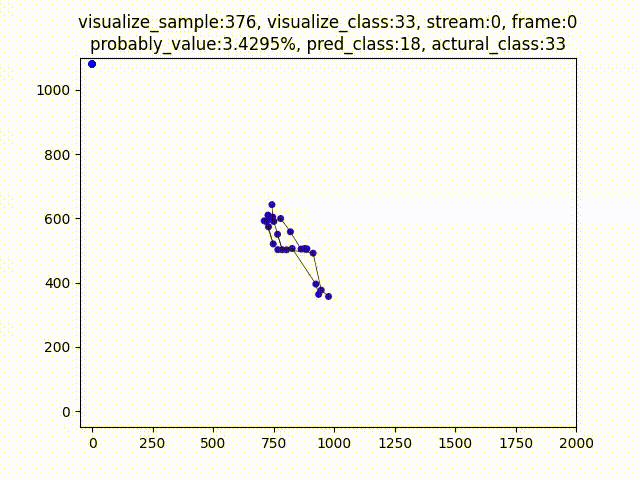 visualize_sample:376, visualize_class:33, stream:0, frame:0
probably_value:3.4295%, pred_class:18, actural_class:33
1000
800
600
400
200
0
0 250 500 750 1000 1250 1500 1750 2000